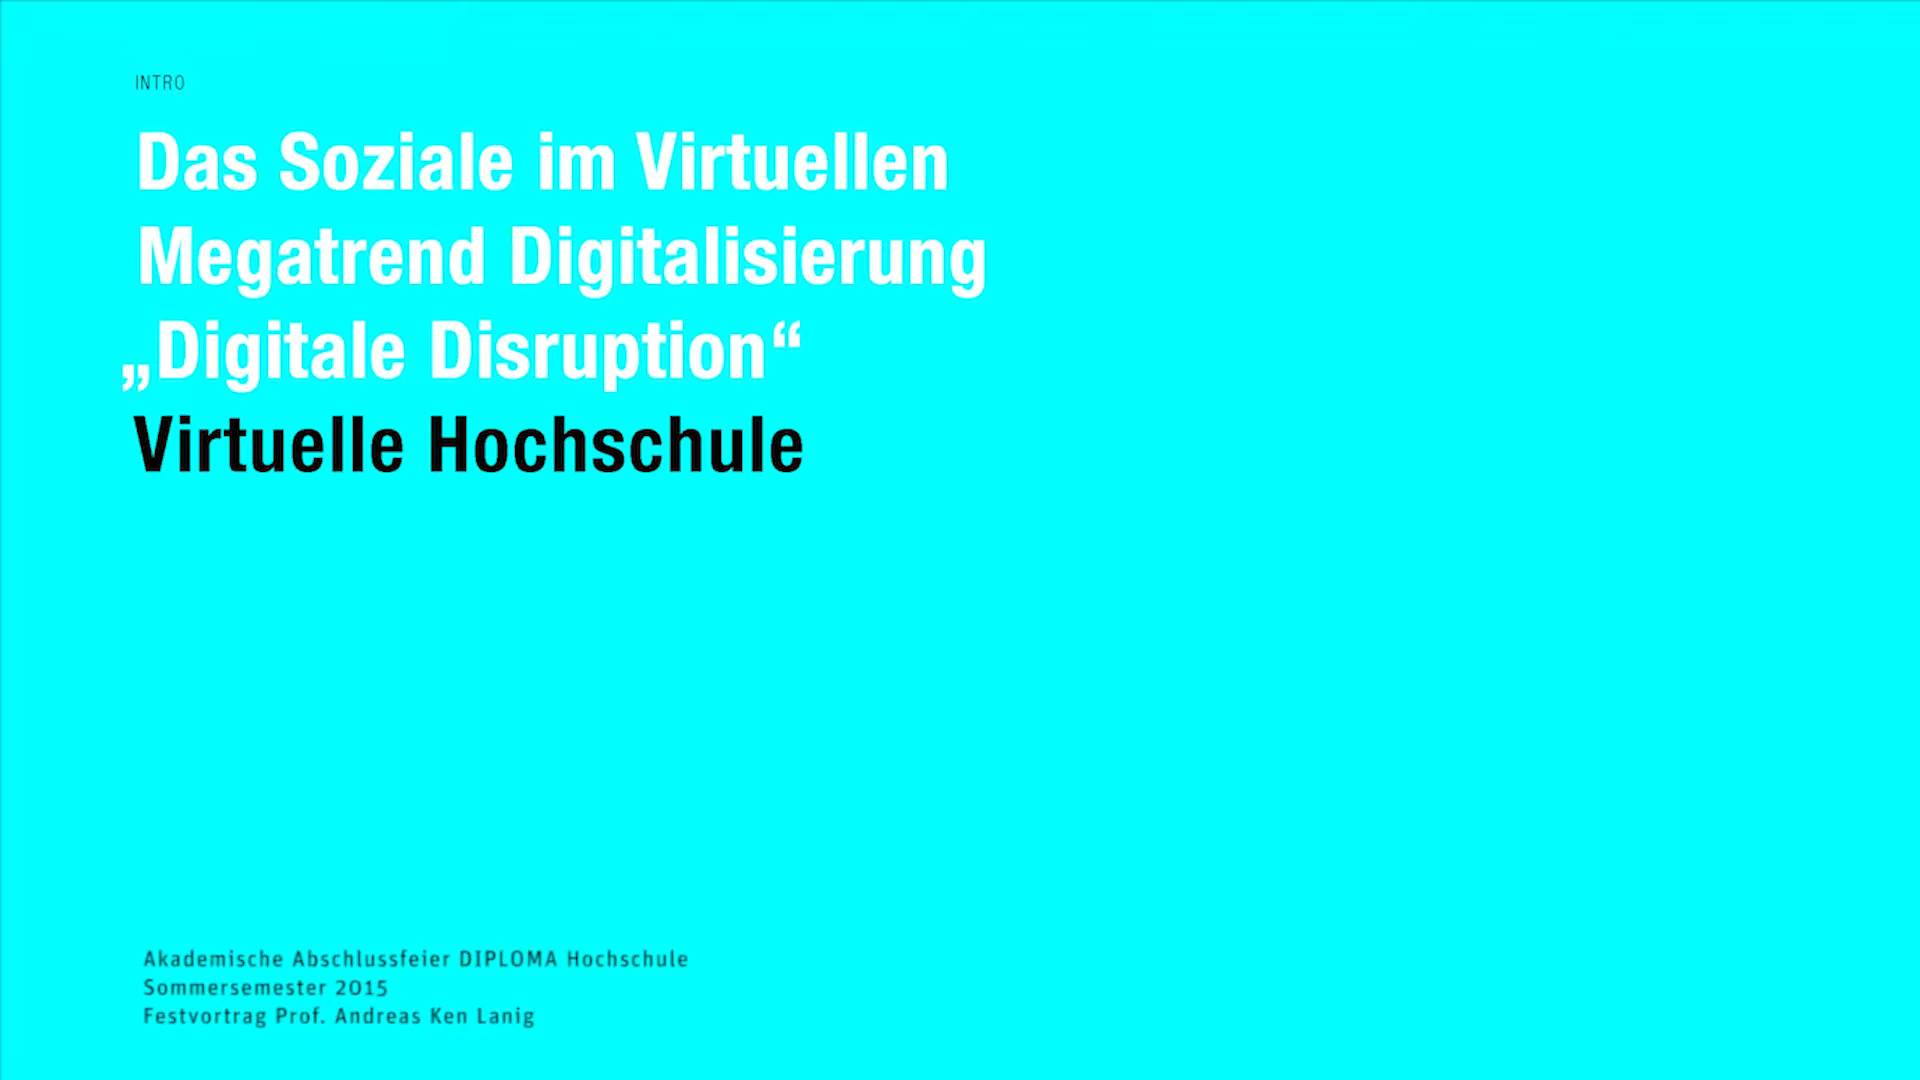 INTRO
Das Soziale im Virtuellen
Megatrend Digitalisierung
„Digitale Disruption“
Virtuelle Hochschule
Akademische Abschlussfeier DIPLOMA Hochschule
Sommersemester 2015
Festvortrag Prof. Andreas Ken Lanig